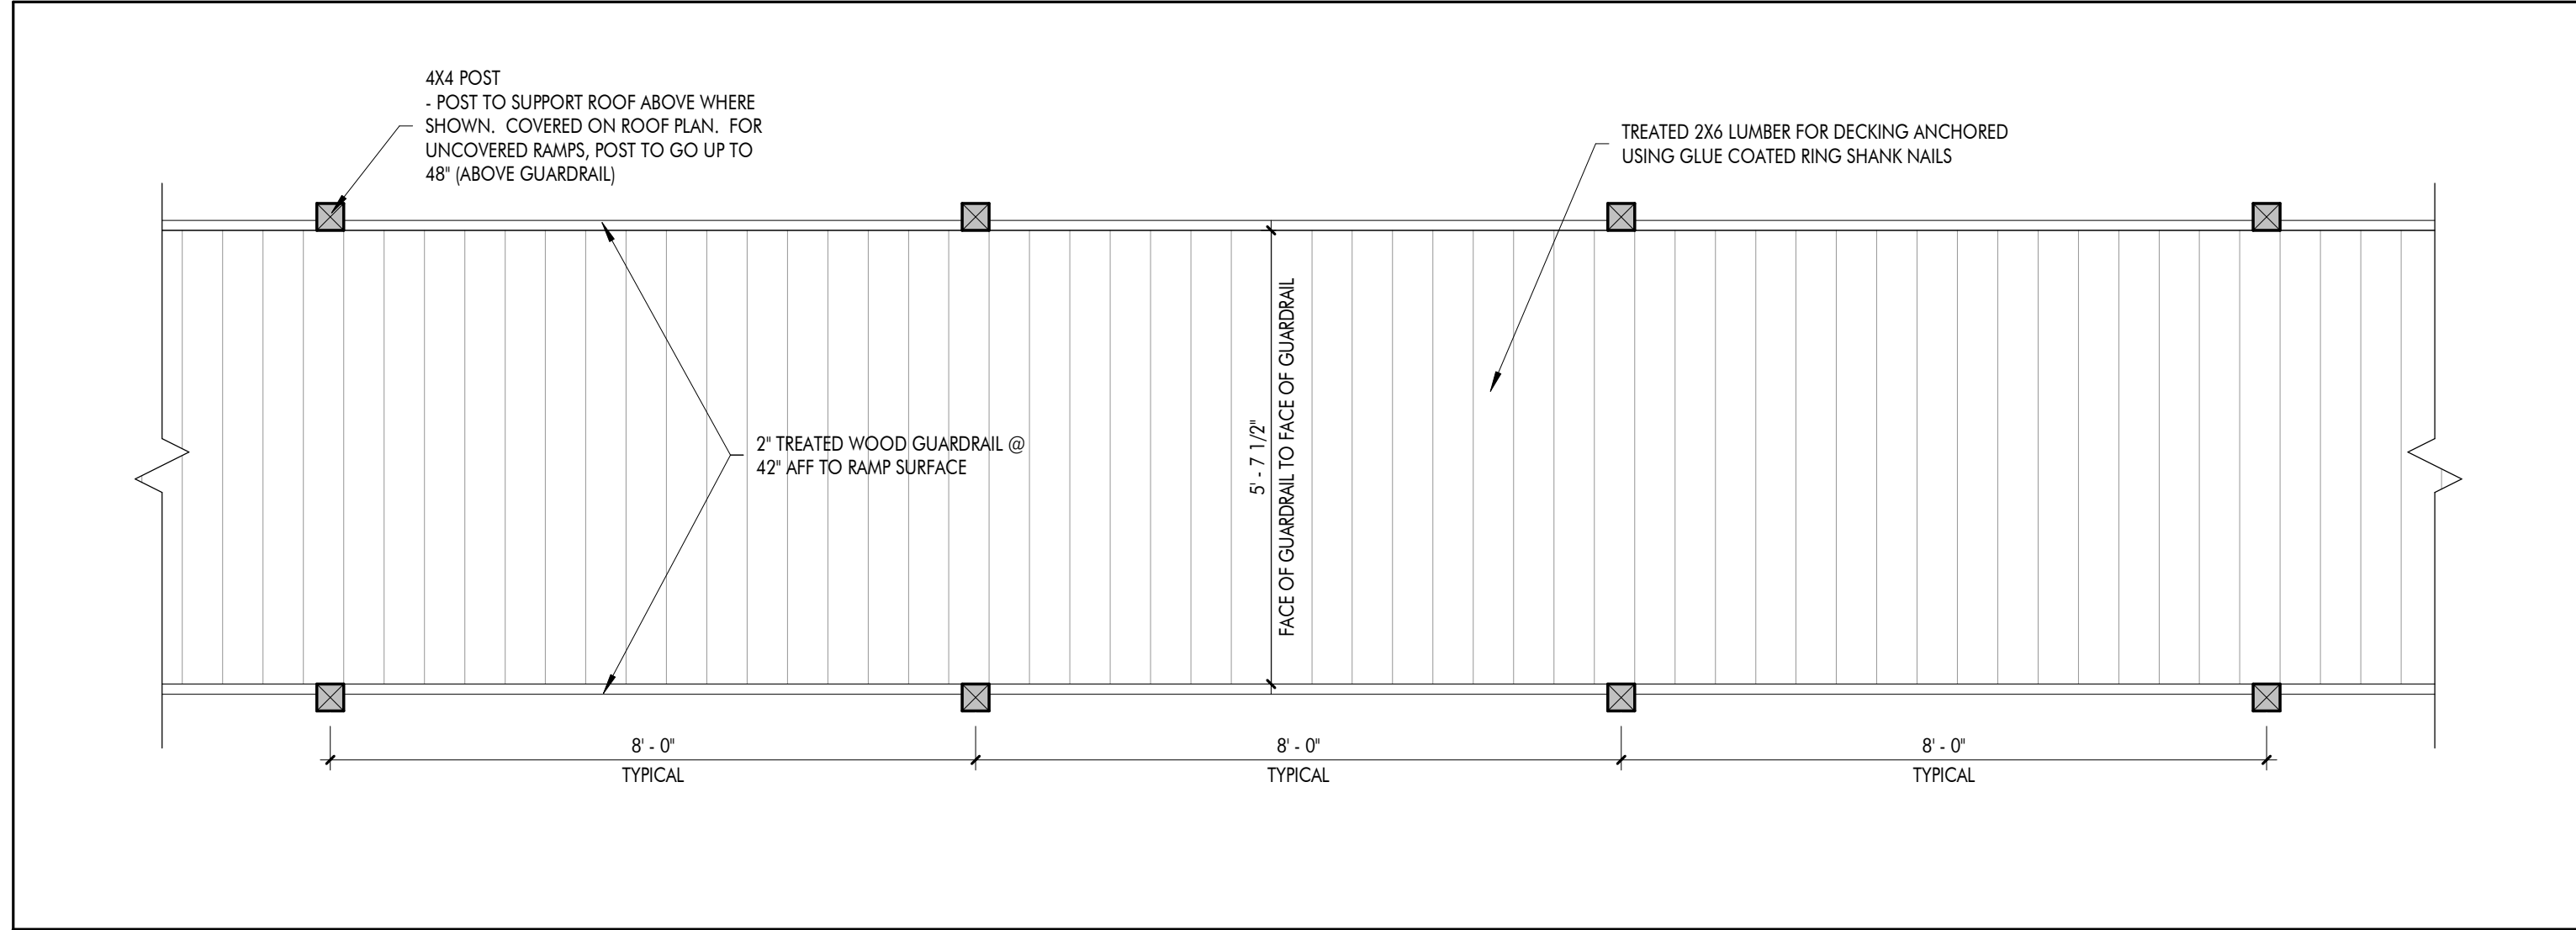 4X4 POST
- POST TO SUPPORT ROOF ABOVE WHERE
SHOWN.  COVERED ON ROOF PLAN.  FOR
UNCOVERED RAMPS, POST TO GO UP TO
48" (ABOVE GUARDRAIL)
TREATED 2X6 LUMBER FOR DECKING ANCHORED
USING GLUE COATED RING SHANK NAILS
2" TREATED WOOD GUARDRAIL @
42" AFF TO RAMP SURFACE
5' - 7 1/2"
FACE OF GUARDRAIL TO FACE OF GUARDRAIL
8' - 0"
TYPICAL
8' - 0"
TYPICAL
8' - 0"
TYPICAL